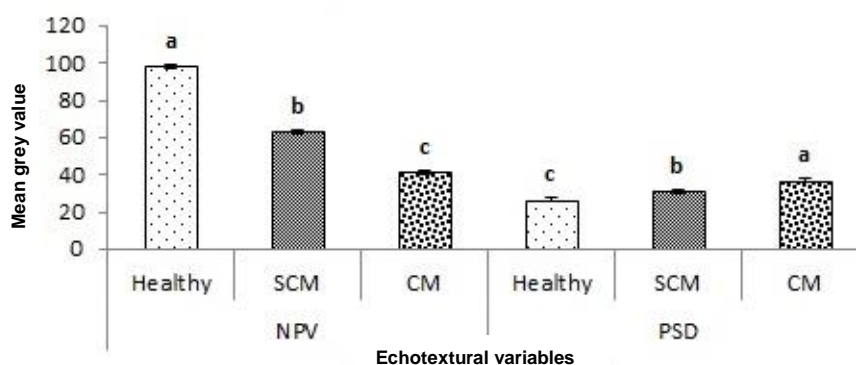 120
100
80
60
40
20
0
Mean grey value
a
b
c
c
b
a
Healthy SCM CM Healthy SCM CM
NPV PSD
Echotextural variables